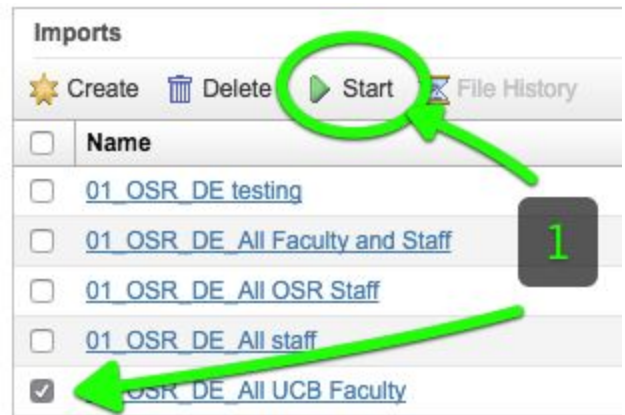 Imports
Create Delete Start File History
Name
01_OSR_DE testing
01_OSR_DE_All Faculty and Staff
1
01_OSR_DE_All OSR Staff
01_OSR_DE_All staff
OSR_DE_All UCB Faculty